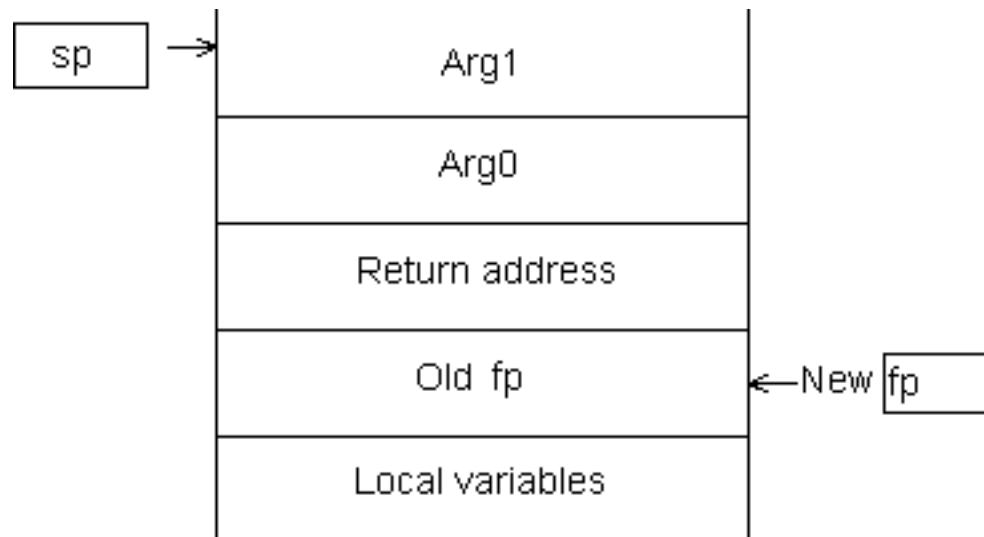 sp
Arg1
Arg0
Return address
Old fp
New fp
Local variables